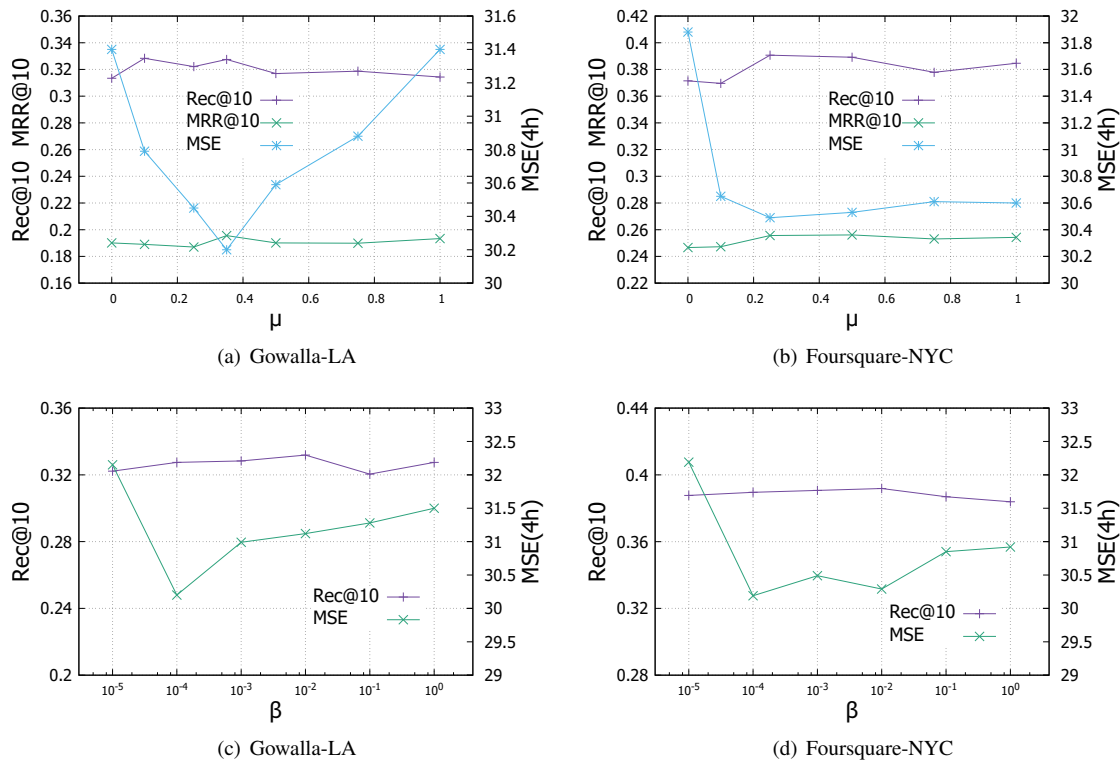 0.36
0.32
0.3
0.28
0.26
0.24
0.22
0.2
0.18
0.16
Rec@10 MRR@10
31.6
31.4
31.2
31
30.8
30.6
30.4
30.2
30
MSE(4h)
Rec@10
MRR@10
MSE
0 0.2 0.4 0.6 0.8 1
μ
(a) Gowalla-LA
0.42
0.4
0.38
0.36
0.34
0.32
0.3
0.28
0.26
0.24
0.22
Rec@10 MRR@10
32
31.8
31.6
31.4
31.2
31
30.8
30.6
30.4
30.2
30
MSE(4h)
Rec@10
MRR@10
MSE
0 0.2 0.4 0.6 0.8 1
μ
(b) Foursquare-NYC
0.36
0.32
0.28
0.24
0.2
Rec@10
33
32.5
32
31.5
31
30.5
30
29.5
29
MSE(4h)
Rec@10
MSE
10⁻⁵ 10⁻⁴ 10⁻³ 10⁻² 10⁻¹ 10⁰
β
(c) Gowalla-LA
0.44
0.4
0.36
0.32
0.28
Rec@10
33
32.5
32
31.5
31
30.5
30
29.5
29
MSE(4h)
Rec@10
MSE
10⁻⁵ 10⁻⁴ 10⁻³ 10⁻² 10⁻¹ 10⁰
β
(d) Foursquare-NYC